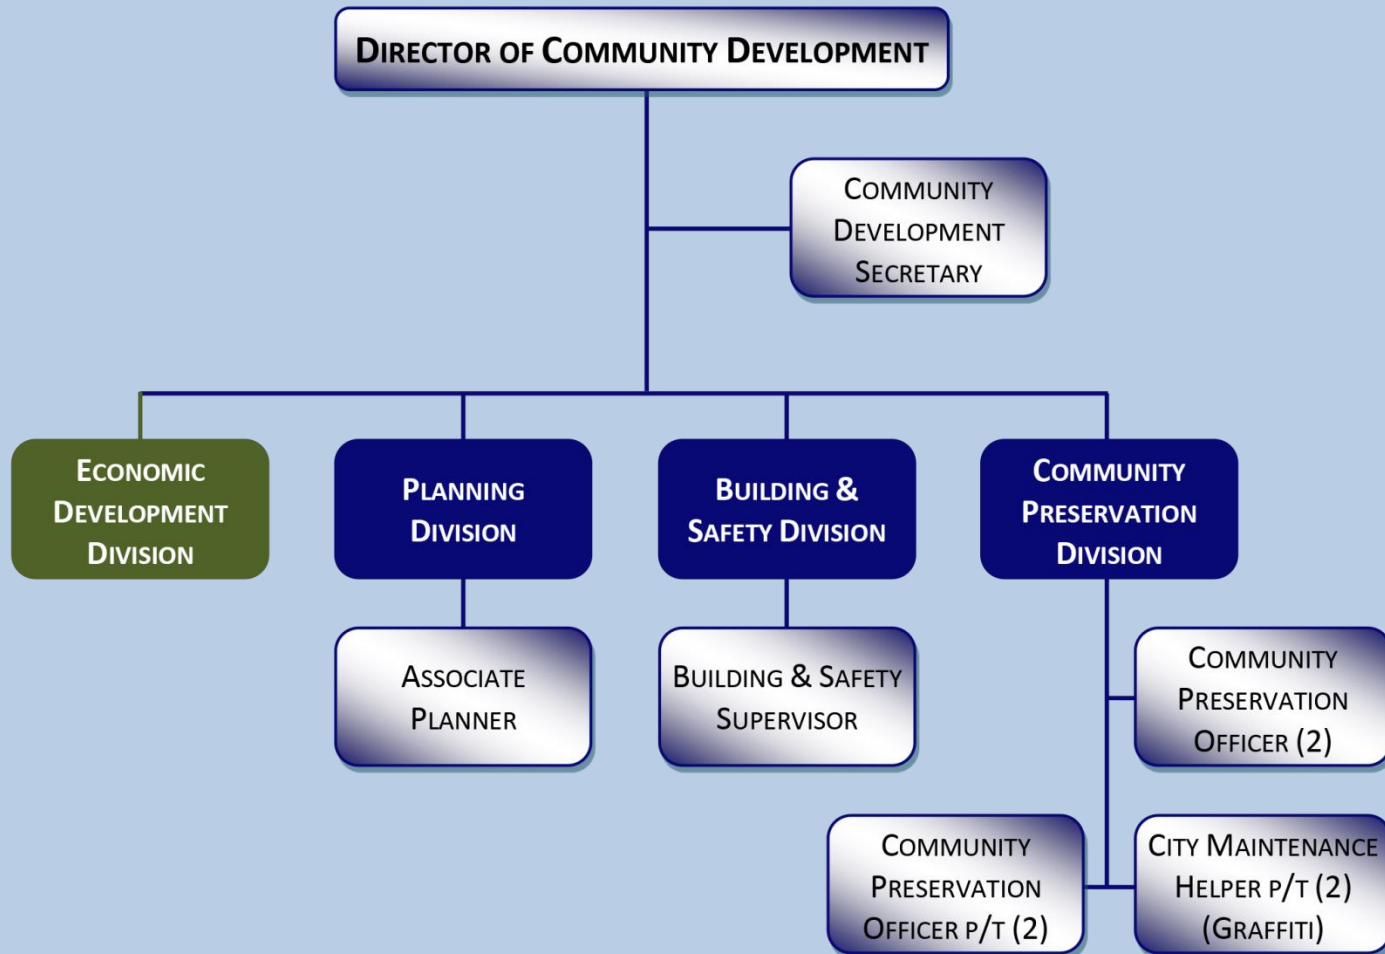 DIRECTOR OF COMMUNITY DEVELOPMENT
COMMUNITY
DEVELOPMENT
SECRETARY
ECONOMIC
DEVELOPMENT
DIVISION
PLANNING
DIVISION
BUILDING &
SAFETY DIVISION
COMMUNITY
PRESERVATION
DIVISION
ASSOCIATE
PLANNER
BUILDING & SAFETY
SUPERVISOR
COMMUNITY
PRESERVATION
OFFICER (2)
COMMUNITY
PRESERVATION
OFFICER P/T (2)
CITY MAINTENANCE
HELPER P/T (2)
(GRAFFITI)